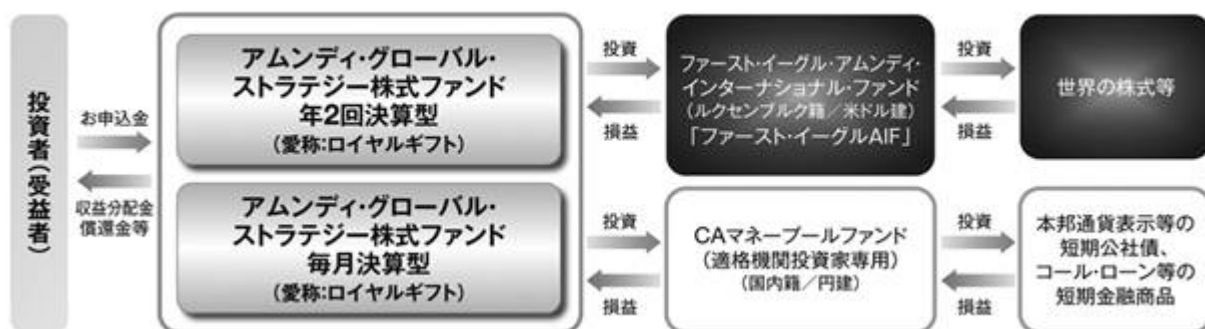 投資者(受益者)
お申込金
収益分配金
償還金等
アムンディ・グローバル・
ストラテジー株式ファンド
年2回決算型
(愛称:ロイヤルギフト)
アムンディ・グローバル・
ストラテジー株式ファンド
毎月決算型
(愛称:ロイヤルギフト)
投資
損益
ファースト・イーグル・アムンディ・
インターナショナル・ファンド
(ルクセンブルク籍/米ドル建)
「ファースト・イーグルAIF」
投資
損益
世界の株式等
投資
損益
CAマネープールファンド
(適格機関投資家専用)
(国内籍/円建)
投資
損益
本邦通貨表示等の
短期公社債、
コール・ローン等の
短期金融商品